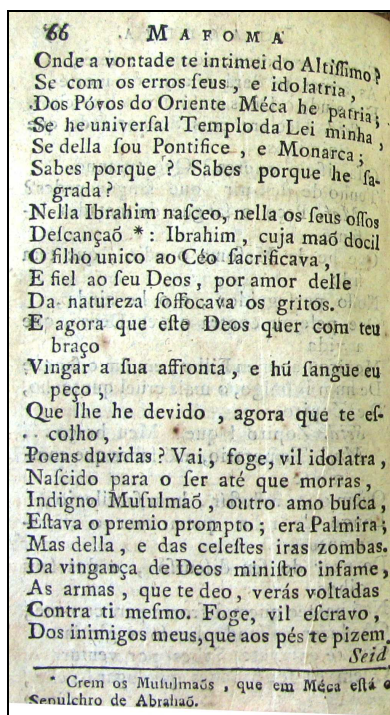 66 MAFOMA
Onde a vontade te intimei do Altiſſimo?
Se com os erros ſeus, e idolatria,
Dos Póvos do Oriente Méca he patria;
Se he univerſal Templo da Lei minha,
Se della ſou Pontifice, e Monarca;
Sabes porque? Sabes porque he ſa-
grada?
Nella Ibrahim naſceo, nella os ſeus oſſos
Deſcançaõ *: Ibrahim, cuja maõ docil
O filho unico ao Céo ſacrificava,
E fiel ao ſeu Deos, por amor delle
Da natureza ſoffocava os gritos.
E agora que eſte Deos quer com teu
braço
Vingar a ſua affronta, e hú ſangue eu
peço,
Que lhe he devido, agora que te eſ-
colho,
Poens duvidas? Vai, foge, vil idolatra,
Naſcido para o ſer até que morras,
Indigno Muſulmaõ, outro amo buſca,
Eſtava o premio prompto; era Palmira;
Mas della, e das celeſtes iras zombas.
Da vingança de Deos miniſtro infame,
As armas, que te deo, verás voltadas
Contra ti meſmo. Foge, vil eſcravo,
Dos inimigos meus, que aos pés te pizem.
Seid
* Crem os Muſulmaõs, que em Méca eſtá o
Sepulchro de Abrahaõ.